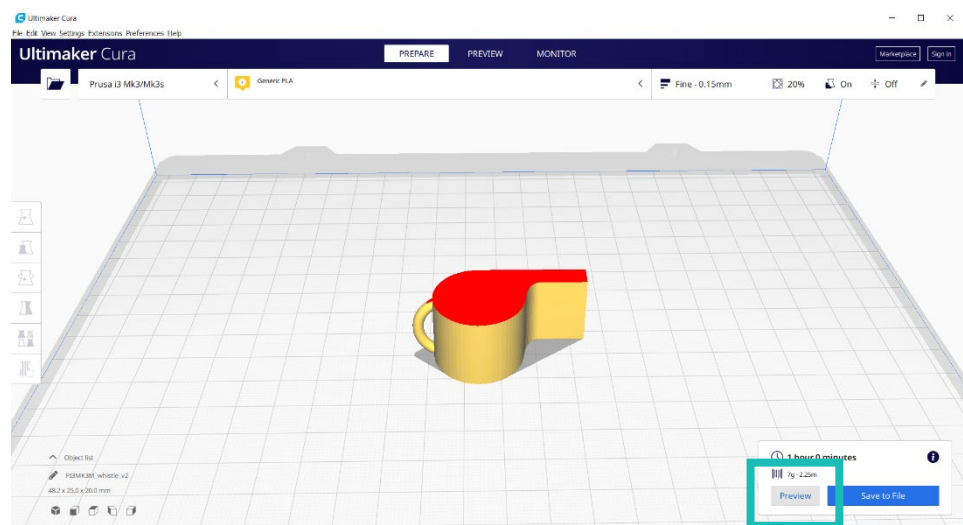 Ultimaker Cura
File Edit View Settings Extensions Preferences Help
Ultimaker Cura
PREPARE PREVIEW MONITOR
Marketplace Sign in
Prusa i3 Mk3/Mk3s
Generic PLA
Fine - 0.15mm
20%
On
Off
Object list
PI3MK3M_whistle_v2
48.2 x 25.0 x 20.0 mm
1 hour 0 minutes
7g · 2.25m
Preview
Save to File